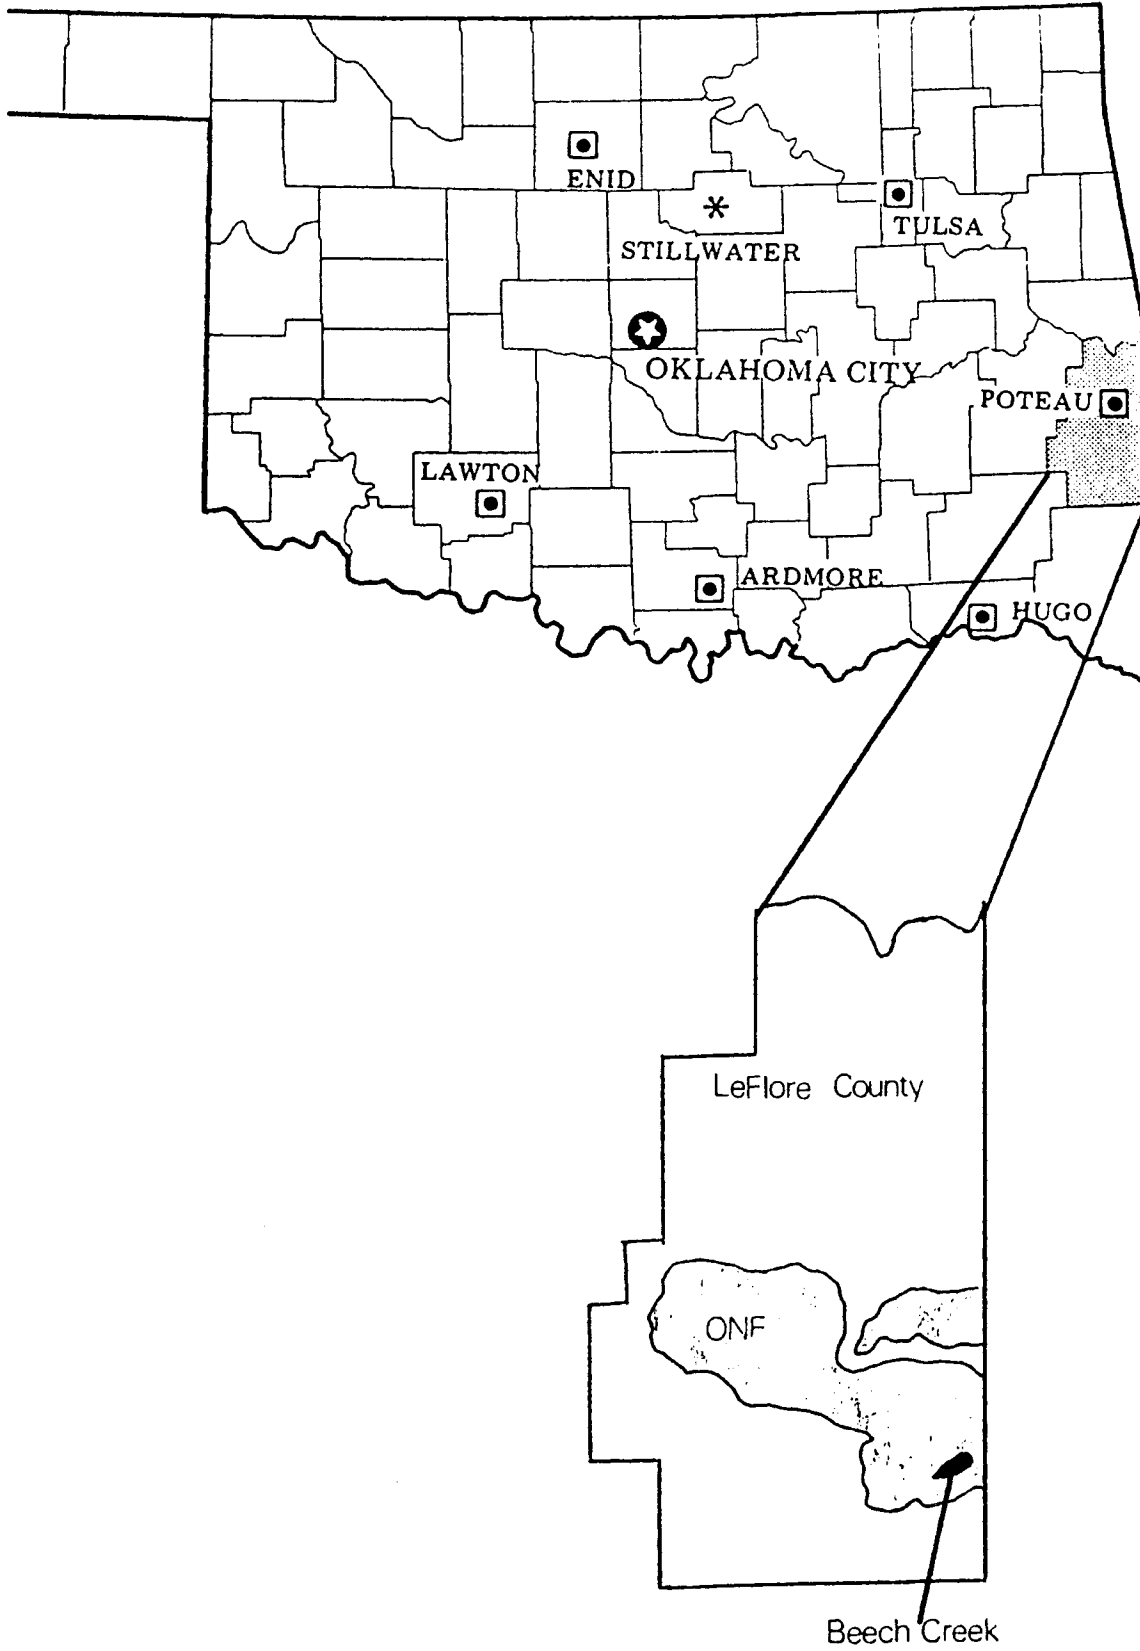 ENID
TULSA
STILLWATER
OKLAHOMA CITY
POTEAU
LAWTON
ARDMORE
HUGO
LeFlore County
ONF
Beech Creek